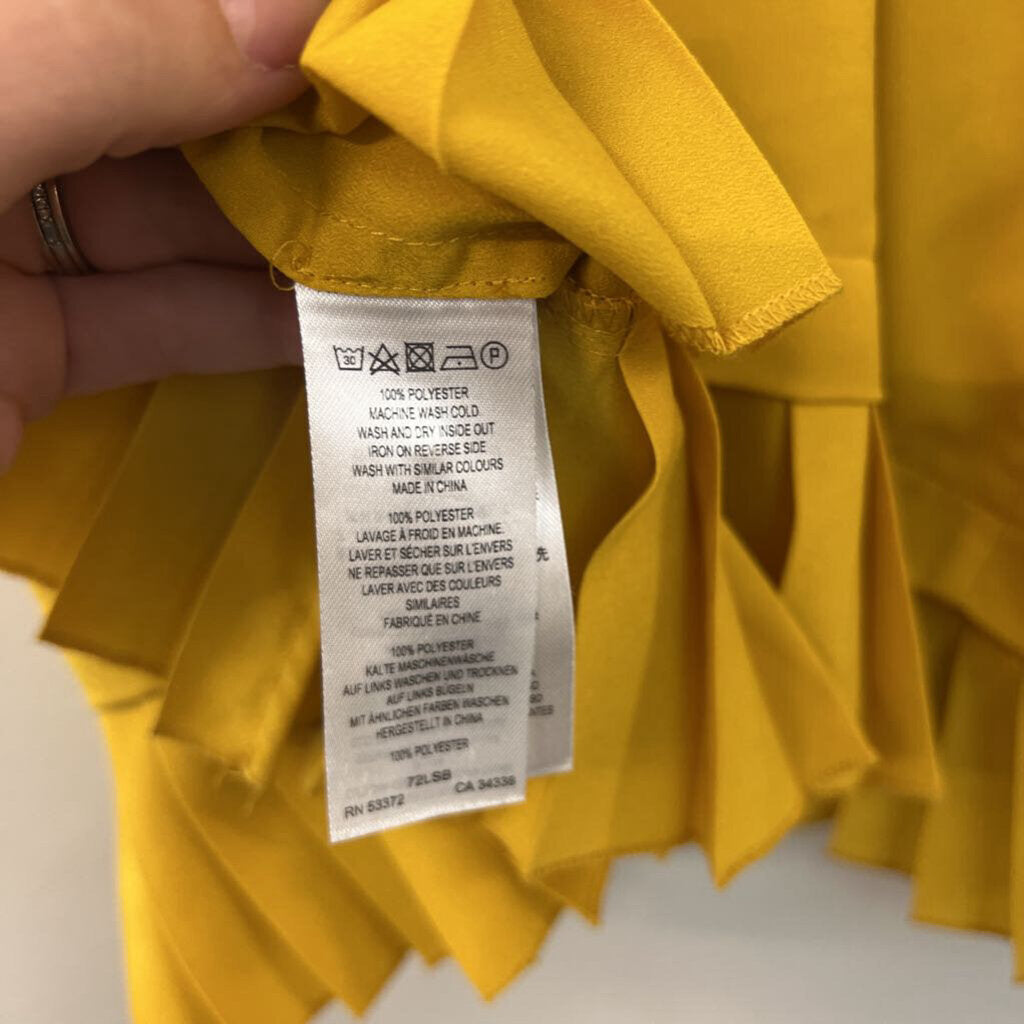 30 P
100% POLYESTER
MACHINE WASH COLD
WASH AND DRY INSIDE OUT
IRON ON REVERSE SIDE
WASH WITH SIMILAR COLOURS
MADE IN CHINA
100% POLYESTER
LAVAGE À FROID EN MACHINE.
LAVER ET SÉCHER SUR L'ENVERS
NE REPASSER QUE SUR L'ENVERS
LAVER AVEC DES COULEURS
SIMILAIRES
FABRIQUÉ EN CHINE
100% POLYESTER
KALTE MASCHINENWÄSCHE
AUF LINKS WASCHEN UND TROCKNEN
AUF LINKS BÜGELN
MIT ÄHNLICHEN FARBEN WASCHEN
HERGESTELLT IN CHINA
100% POLYESTER
72LSB
RN 53372 CA 34336
先
NTES